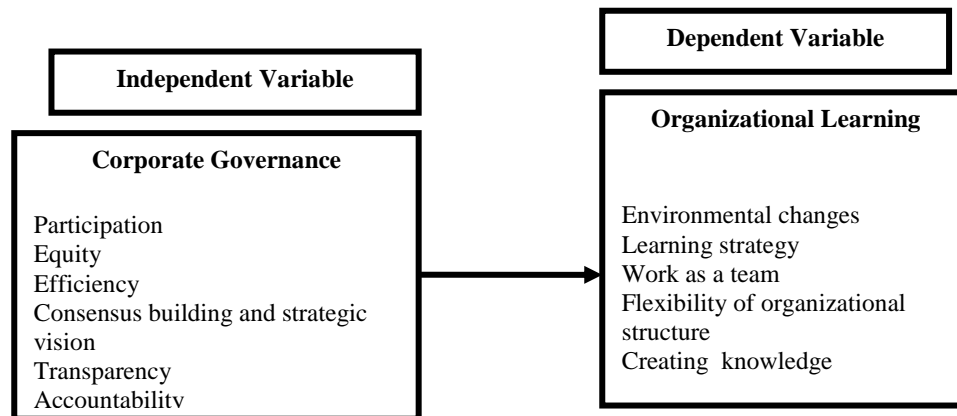 Independent Variable
Corporate Governance
Participation
Equity
Efficiency
Consensus building and strategic
vision
Transparency
Accountability
Dependent Variable
Organizational Learning
Environmental changes
Learning strategy
Work as a team
Flexibility of organizational
structure
Creating knowledge